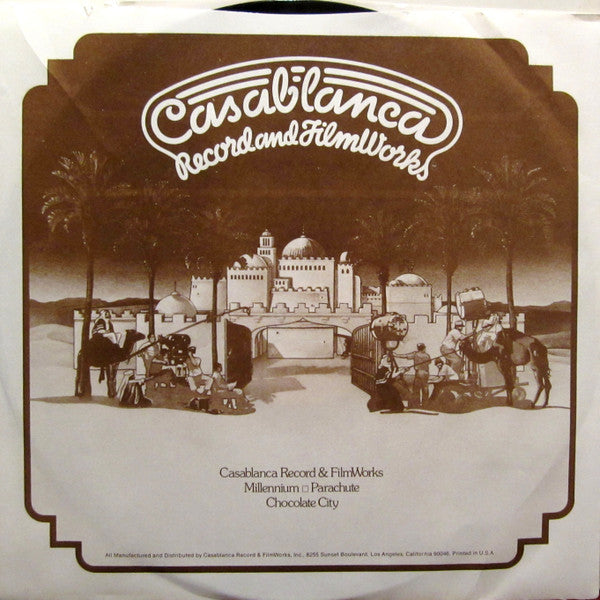 Casablanca
Record and FilmWorks
Casablanca Record & FilmWorks
Millennium □ Parachute
Chocolate City
All Manufactured and Distributed by Casablanca Record & FilmWorks, Inc., 8255 Sunset Boulevard, Los Angeles, California 90046, Printed in U.S.A.